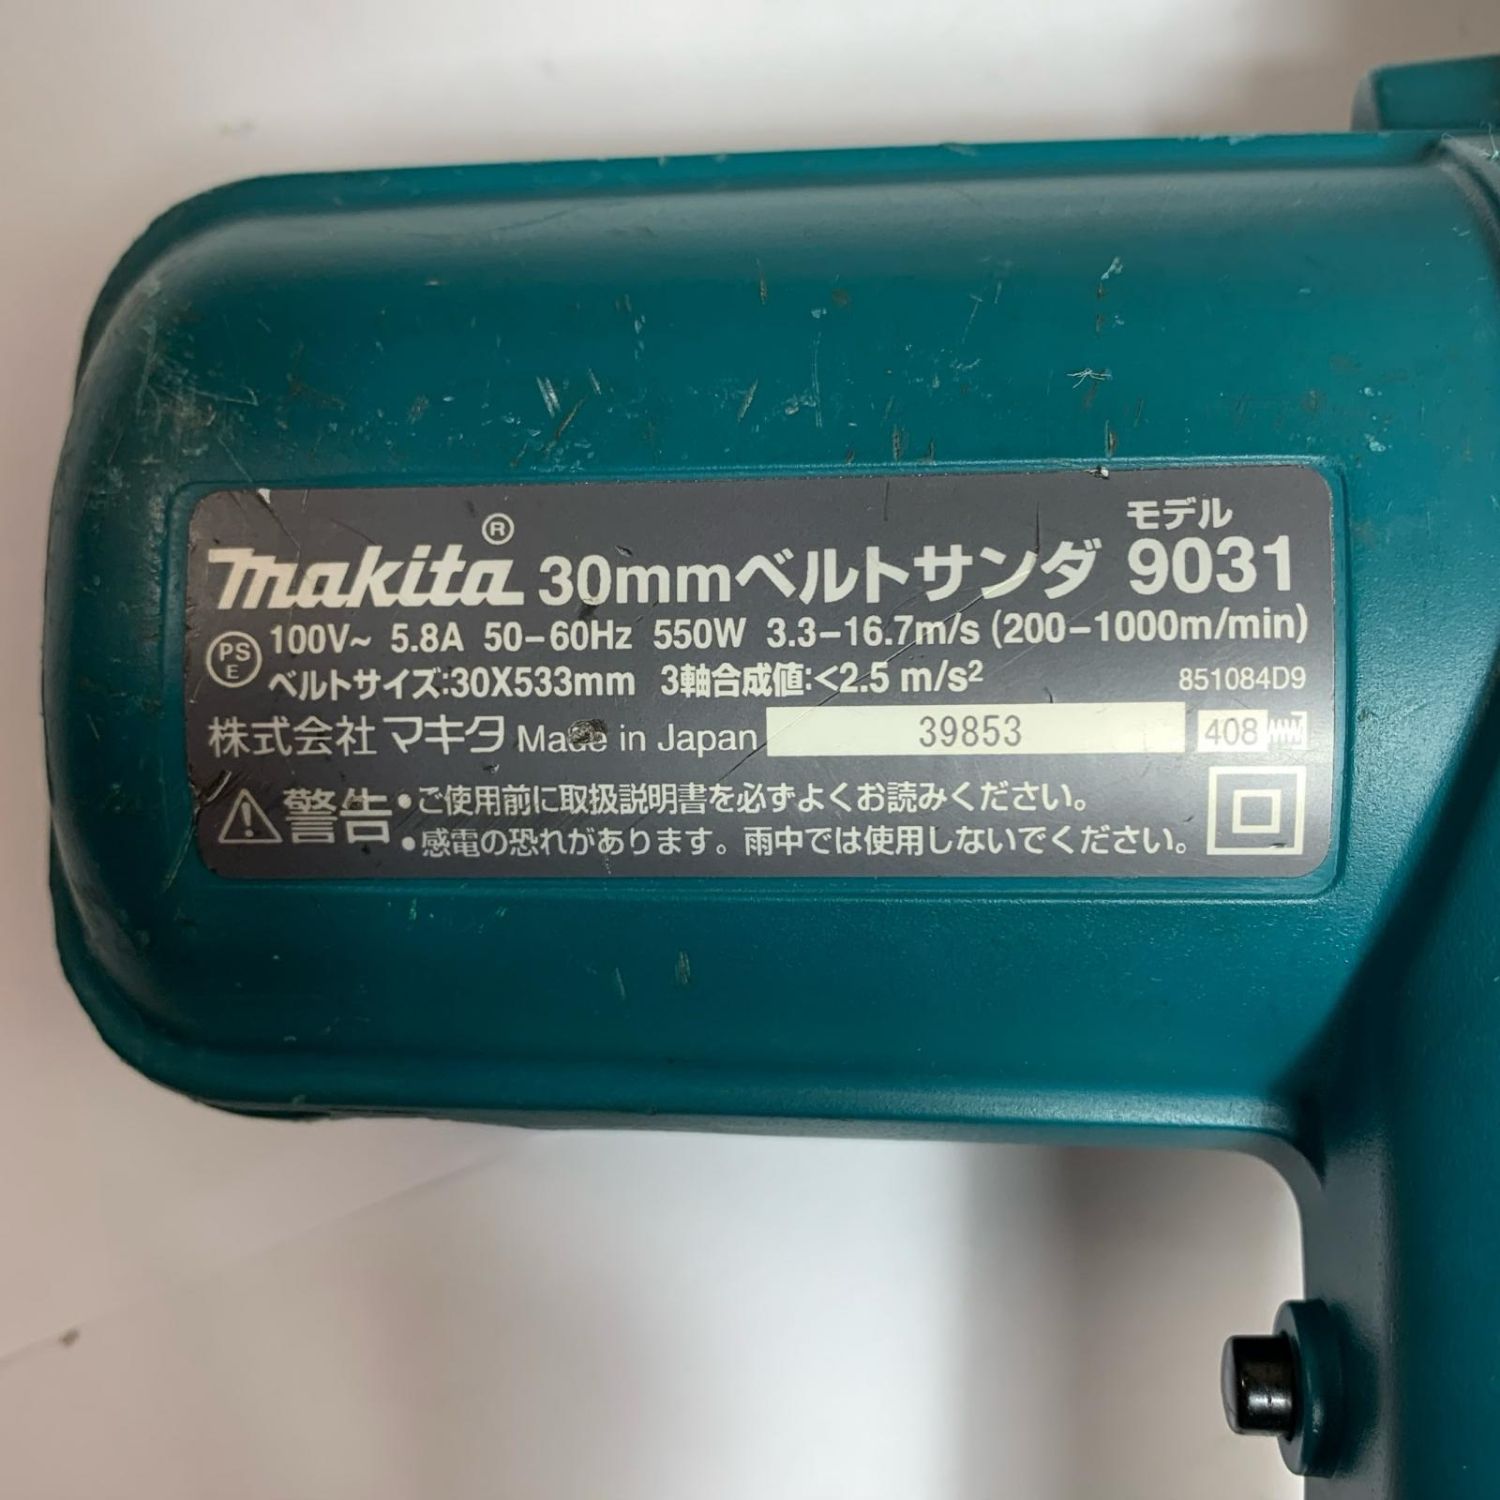 makita® 30mmベルトサンダ モデル 9031
PS E 100V~ 5.8A 50-60Hz 550W 3.3-16.7m/s (200-1000m/min)
ベルトサイズ:30X533mm 3軸合成値:<2.5 m/s² 851084D9
株式会社 マキタ Made in Japan 39853 408
警告 •ご使用前に取扱説明書を必ずよくお読みください。
•感電の恐れがあります。雨中では使用しないでください。